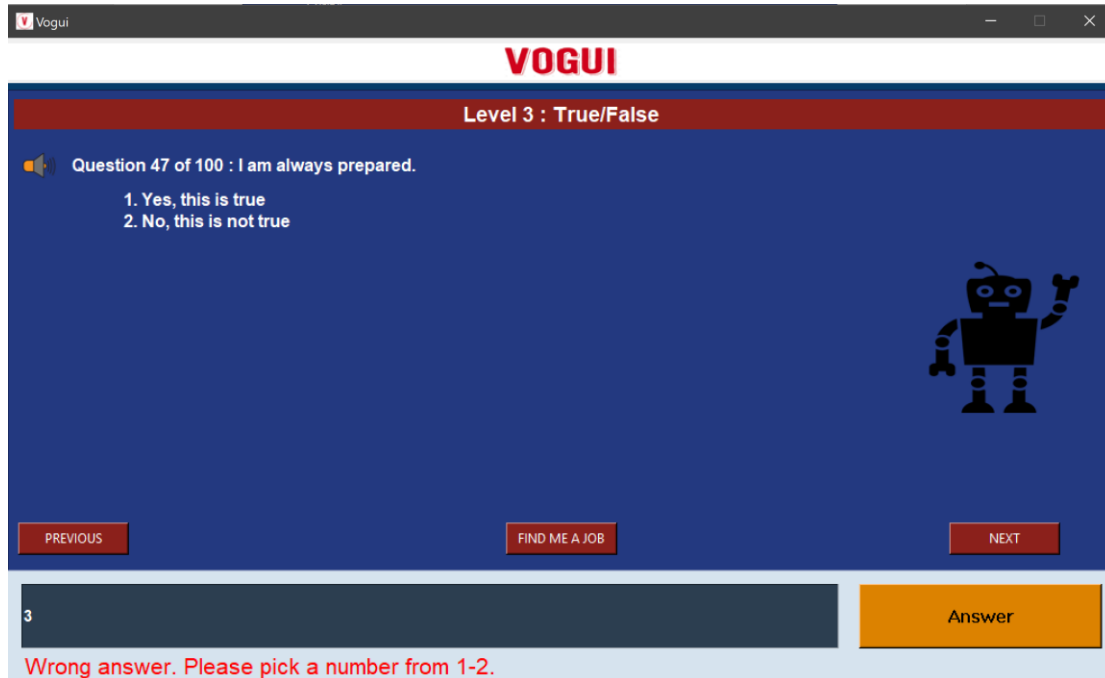 Vogui
VOGUI
Level 3 : True/False
Question 47 of 100 : I am always prepared.
1. Yes, this is true
2. No, this is not true
PREVIOUS
FIND ME A JOB
NEXT
3
Answer
Wrong answer. Please pick a number from 1-2.